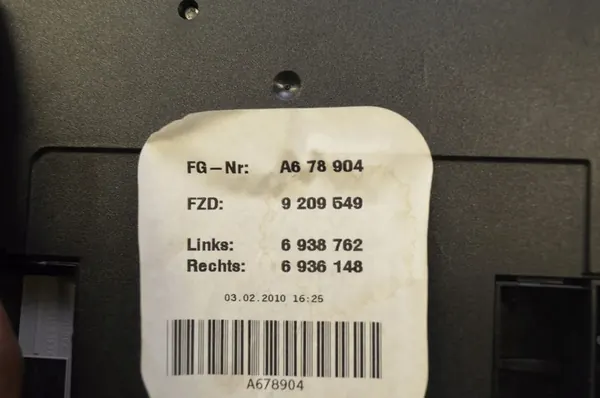 FG-Nr: A6 78 904
FZD: 9 209 549
Links: 6 938 762
Rechts: 6 936 148
03.02.2010 16:25
A678904